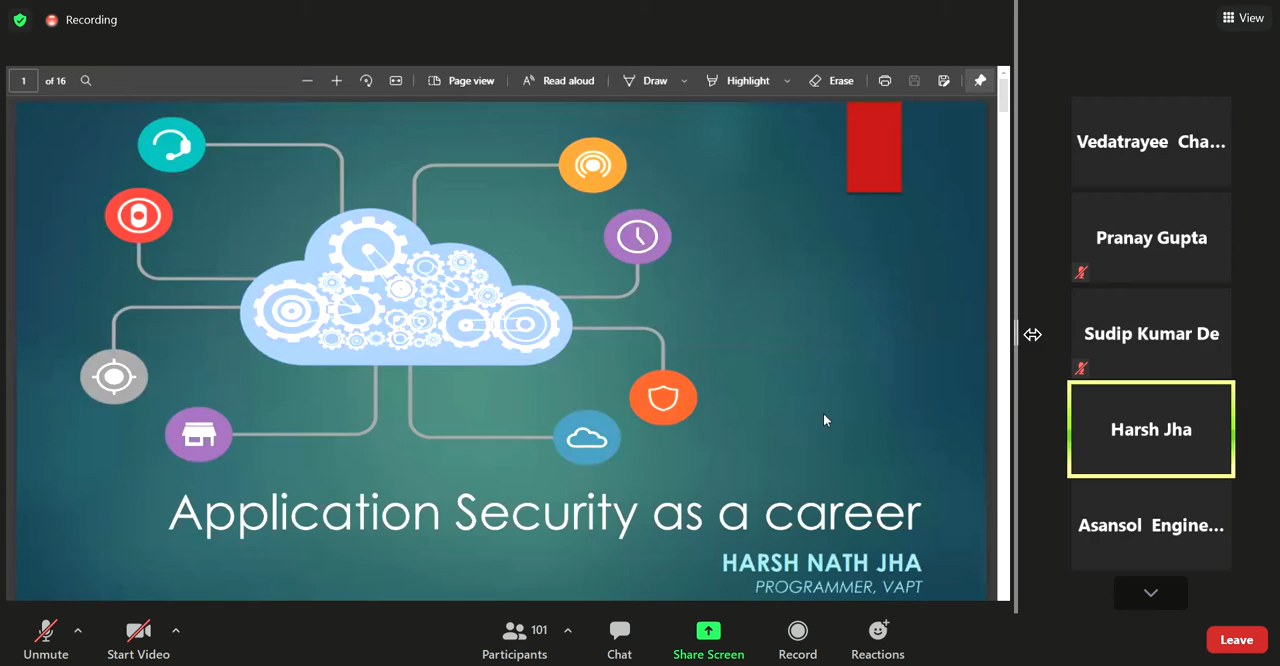 Recording
View
1 of 16
Page view
Read aloud
Draw
Highlight
Erase
Application Security as a career
HARSH NATH JHA
PROGRAMMER, VAPT
Vedatrayee Cha...
Pranay Gupta
Sudip Kumar De
Harsh Jha
Asansol Engine...
Unmute
Start Video
101
Participants
Chat
Share Screen
Record
Reactions
Leave